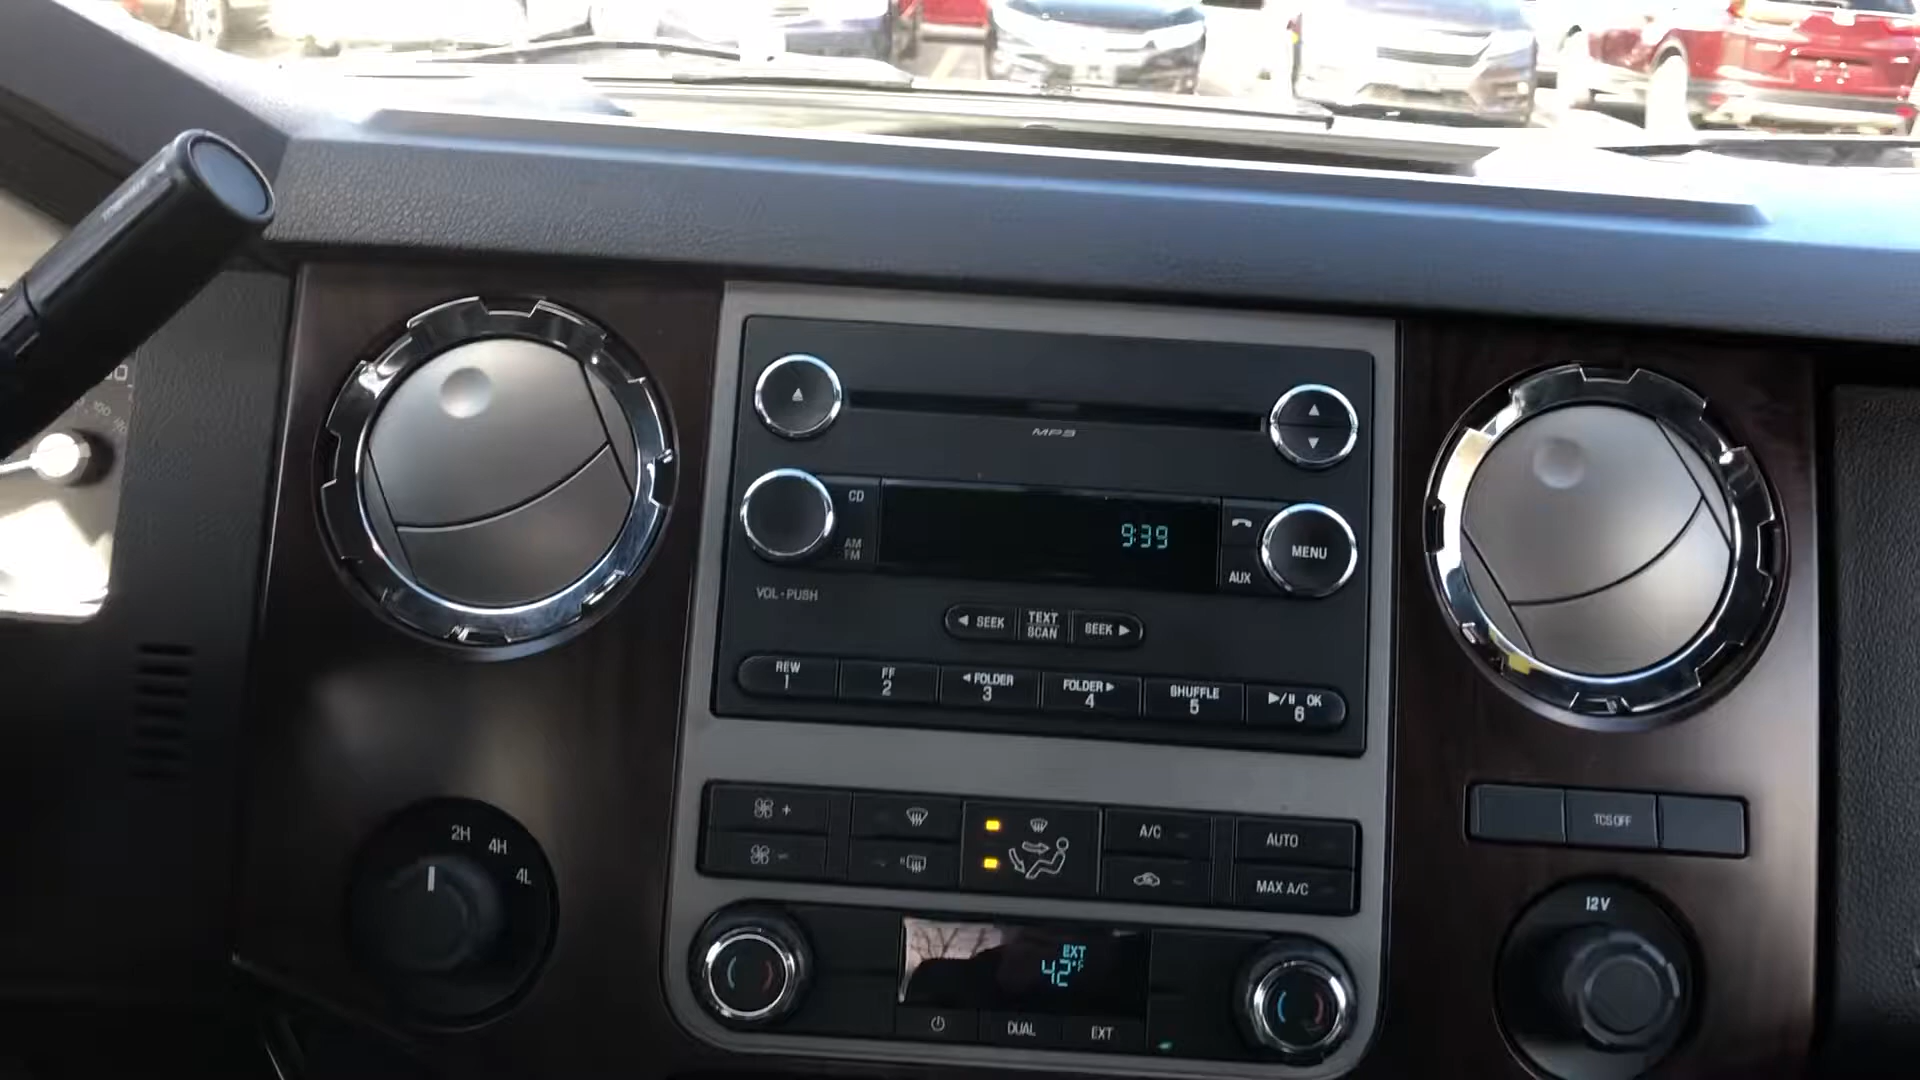 MP3
CD
9:39
AM
FM
MENU
AUX
VOL-PUSH
◄ SEEK
TEXT
SCAN
SEEK ►
REW
1
FF
2
◄ FOLDER
3
FOLDER ►
4
SHUFFLE
5
►/II OK
6
+
-
A/C
AUTO
MAX A/C
TCS OFF
2H
4H
4L
12V
EXT
42°F
DUAL
EXT